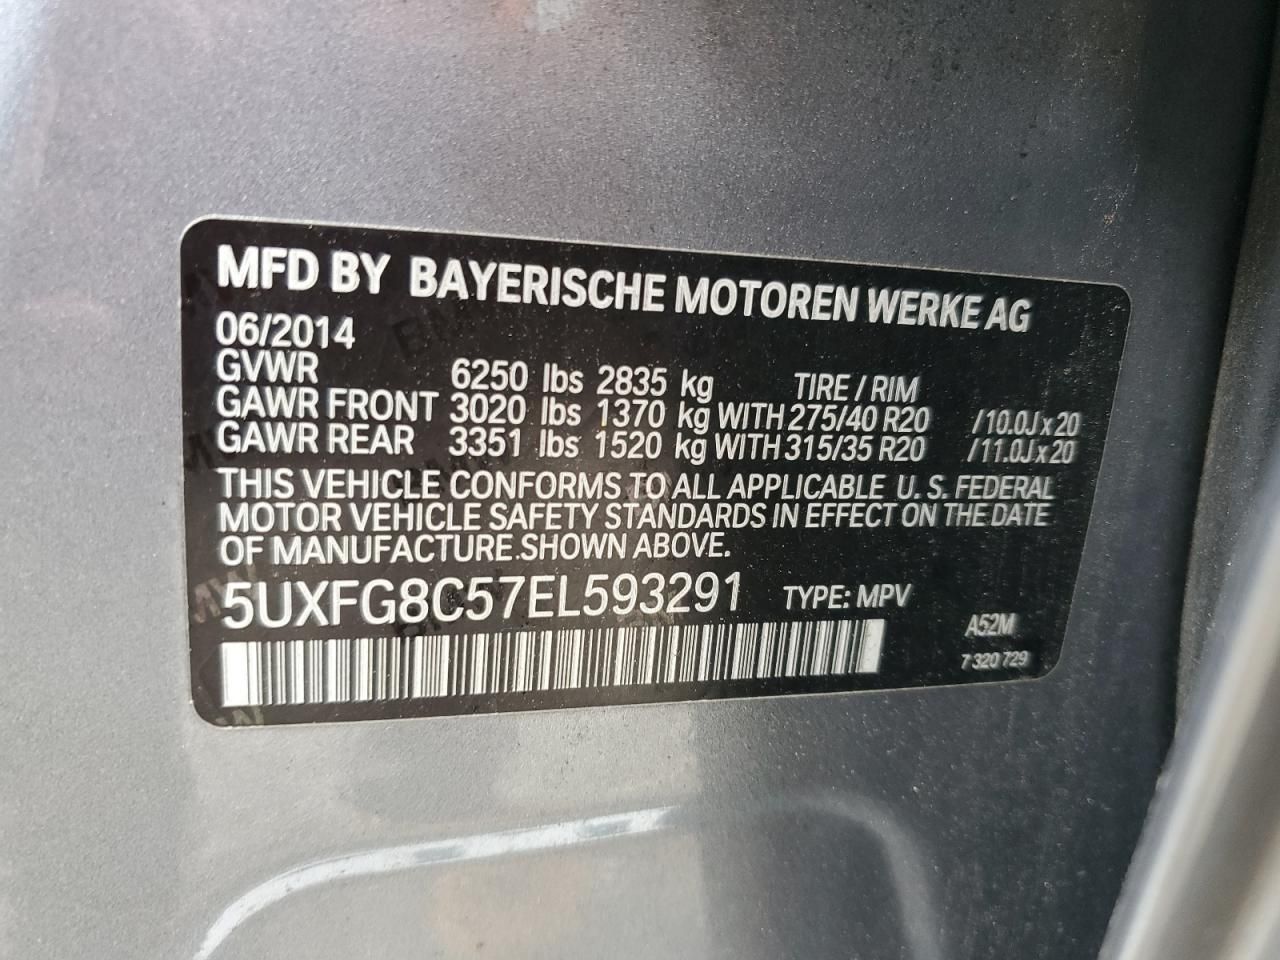 MFD BY BAYERISCHE MOTOREN WERKE AG
06/2014
GVWR 6250 lbs 2835 kg TIRE / RIM
GAWR FRONT 3020 lbs 1370 kg WITH 275/40 R20 /10.0J x 20
GAWR REAR 3351 lbs 1520 kg WITH 315/35 R20 /11.0J x 20
THIS VEHICLE CONFORMS TO ALL APPLICABLE U.S. FEDERAL
MOTOR VEHICLE SAFETY STANDARDS IN EFFECT ON THE DATE
OF MANUFACTURE SHOWN ABOVE.
5UXFG8C57EL593291 TYPE: MPV
A52M
7 320 729